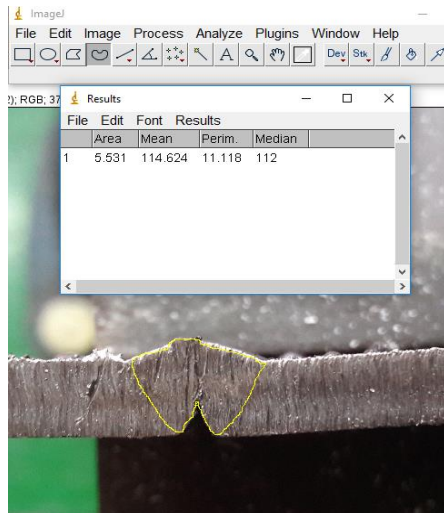 ImageJ
File Edit Image Process Analyze Plugins Window Help
A Dev Stk
2); RGB; 37
Results
File Edit Font Results
Area Mean Perim. Median
1 5.531 114.624 11.118 112